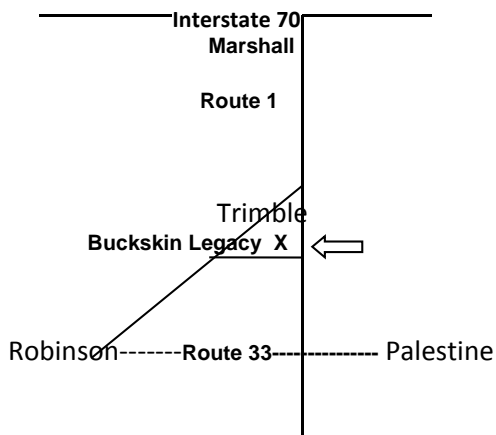 Interstate 70
Marshall
Route 1
Trimble
Buckskin Legacy X
Robinson-------Route 33--------------- Palestine